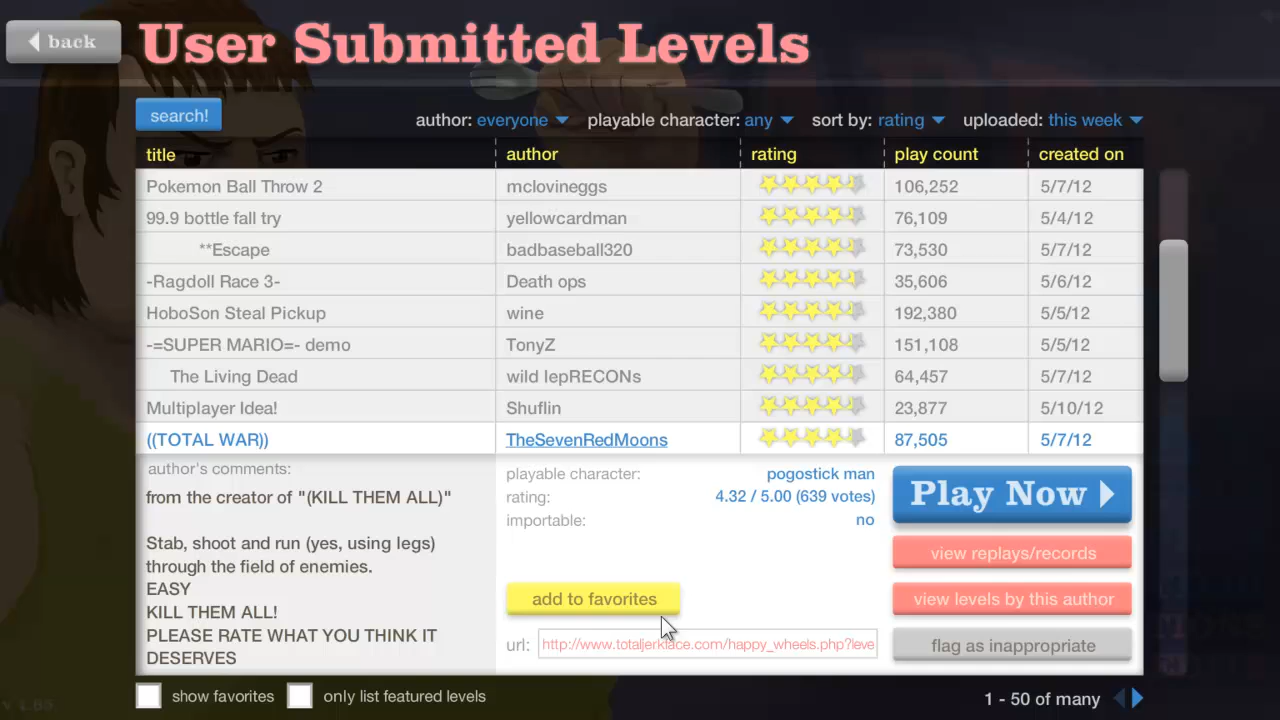 back
User Submitted Levels
search!
author: everyone playable character: any sort by: rating uploaded: this week
title author rating play count created on
Pokemon Ball Throw 2 mclovineggs 106,252 5/7/12
99.9 bottle fall try yellowcardman 76,109 5/4/12
**Escape badbaseball320 73,530 5/7/12
-Ragdoll Race 3- Death ops 35,606 5/6/12
HoboSon Steal Pickup wine 192,380 5/5/12
-=SUPER MARIO=- demo TonyZ 151,108 5/5/12
The Living Dead wild lepRECONs 64,457 5/7/12
Multiplayer Idea! Shuflin 23,877 5/10/12
((TOTAL WAR)) TheSevenRedMoons 87,505 5/7/12
author's comments:
from the creator of "(KILL THEM ALL)"
Stab, shoot and run (yes, using legs)
through the field of enemies.
EASY
KILL THEM ALL!
PLEASE RATE WHAT YOU THINK IT
DESERVES
playable character: pogostick man
rating: 4.32 / 5.00 (639 votes)
importable: no
add to favorites
url: http://www.totaljerkface.com/happy_wheels.php?leve
Play Now
view replays/records
view levels by this author
flag as inappropriate
show favorites only list featured levels
1 - 50 of many